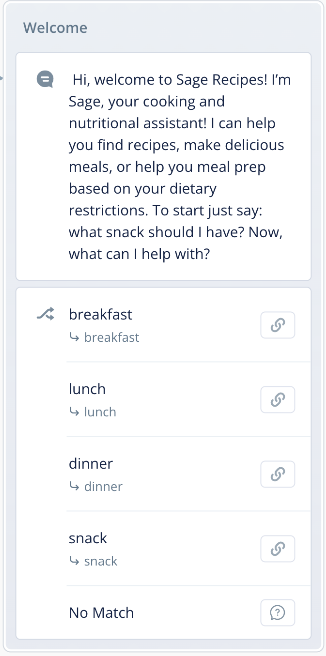 Welcome
Hi, welcome to Sage Recipes! I'm
Sage, your cooking and
nutritional assistant! I can help
you find recipes, make delicious
meals, or help you meal prep
based on your dietary
restrictions. To start just say:
what snack should I have? Now,
what can I help with?
breakfast
↳ breakfast
lunch
↳ lunch
dinner
↳ dinner
snack
↳ snack
No Match